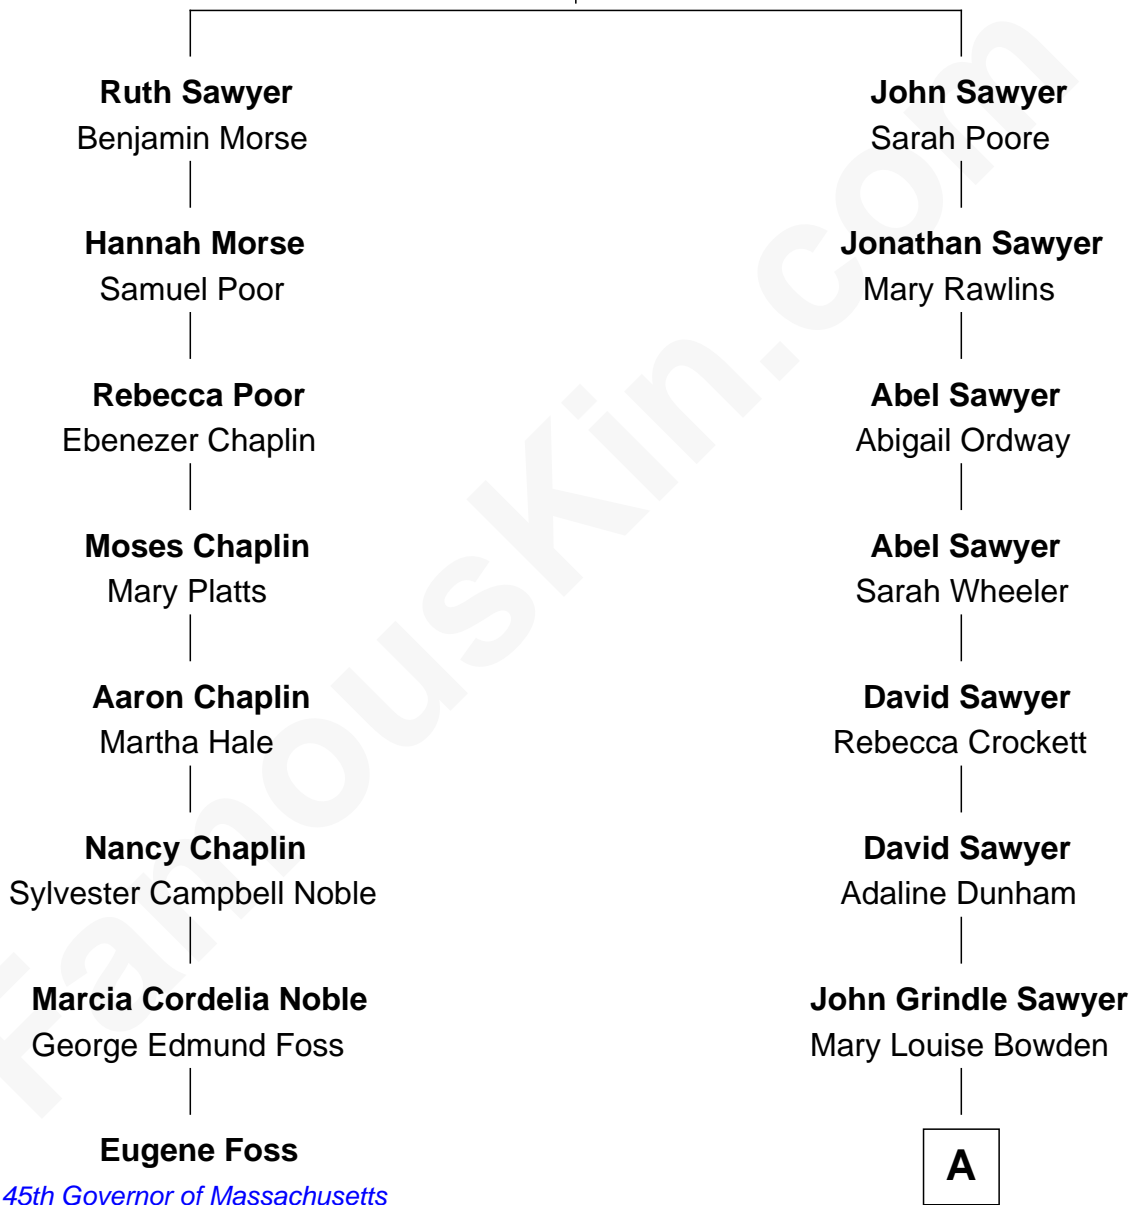 Ruth Sawyer
Benjamin Morse
Hannah Morse
Samuel Poor
Rebecca Poor
Ebenezer Chaplin
Moses Chaplin
Mary Platts
Aaron Chaplin
Martha Hale
Nancy Chaplin
Sylvester Campbell Noble
Marcia Cordelia Noble
George Edmund Foss
Eugene Foss
45th Governor of Massachusetts
John Sawyer
Sarah Poore
Jonathan Sawyer
Mary Rawlins
Abel Sawyer
Abigail Ordway
Abel Sawyer
Sarah Wheeler
David Sawyer
Rebecca Crockett
David Sawyer
Adaline Dunham
John Grindle Sawyer
Mary Louise Bowden
A
FamousKin.com